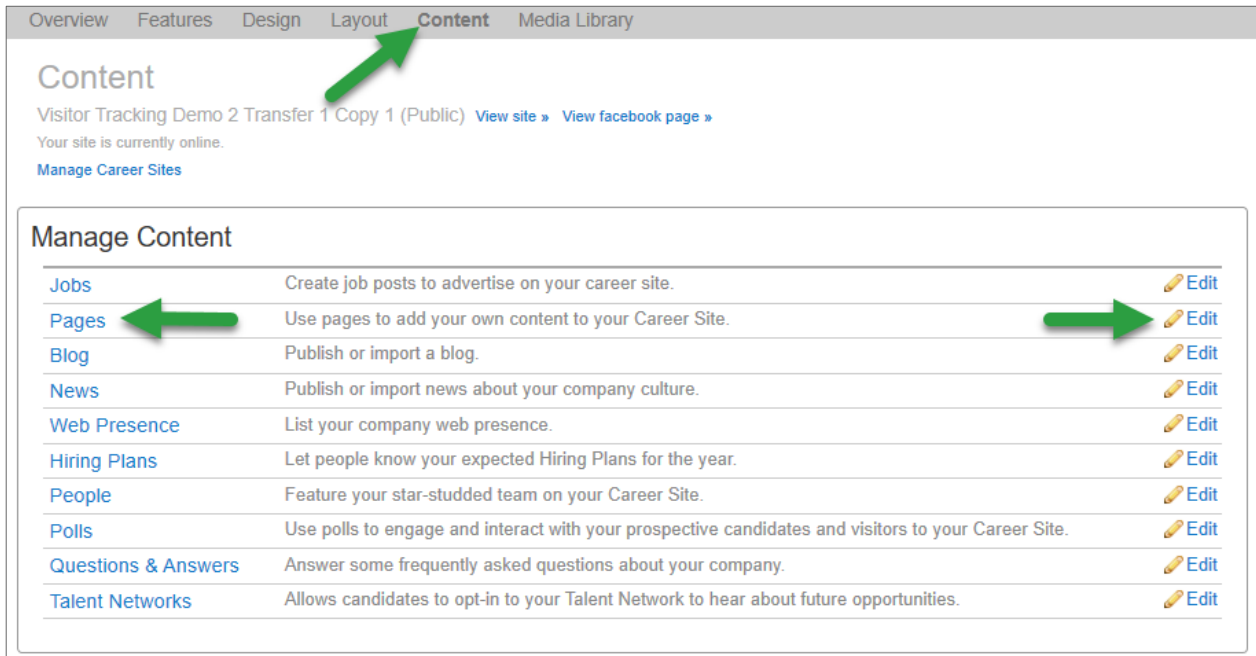 Overview Features Design Layout Content Media Library
Content
Visitor Tracking Demo 2 Transfer 1 Copy 1 (Public) View site » View facebook page »
Your site is currently online.
Manage Career Sites
Manage Content
Jobs Create job posts to advertise on your career site. Edit
Pages Use pages to add your own content to your Career Site. Edit
Blog Publish or import a blog. Edit
News Publish or import news about your company culture. Edit
Web Presence List your company web presence. Edit
Hiring Plans Let people know your expected Hiring Plans for the year. Edit
People Feature your star-studded team on your Career Site. Edit
Polls Use polls to engage and interact with your prospective candidates and visitors to your Career Site. Edit
Questions & Answers Answer some frequently asked questions about your company. Edit
Talent Networks Allows candidates to opt-in to your Talent Network to hear about future opportunities. Edit